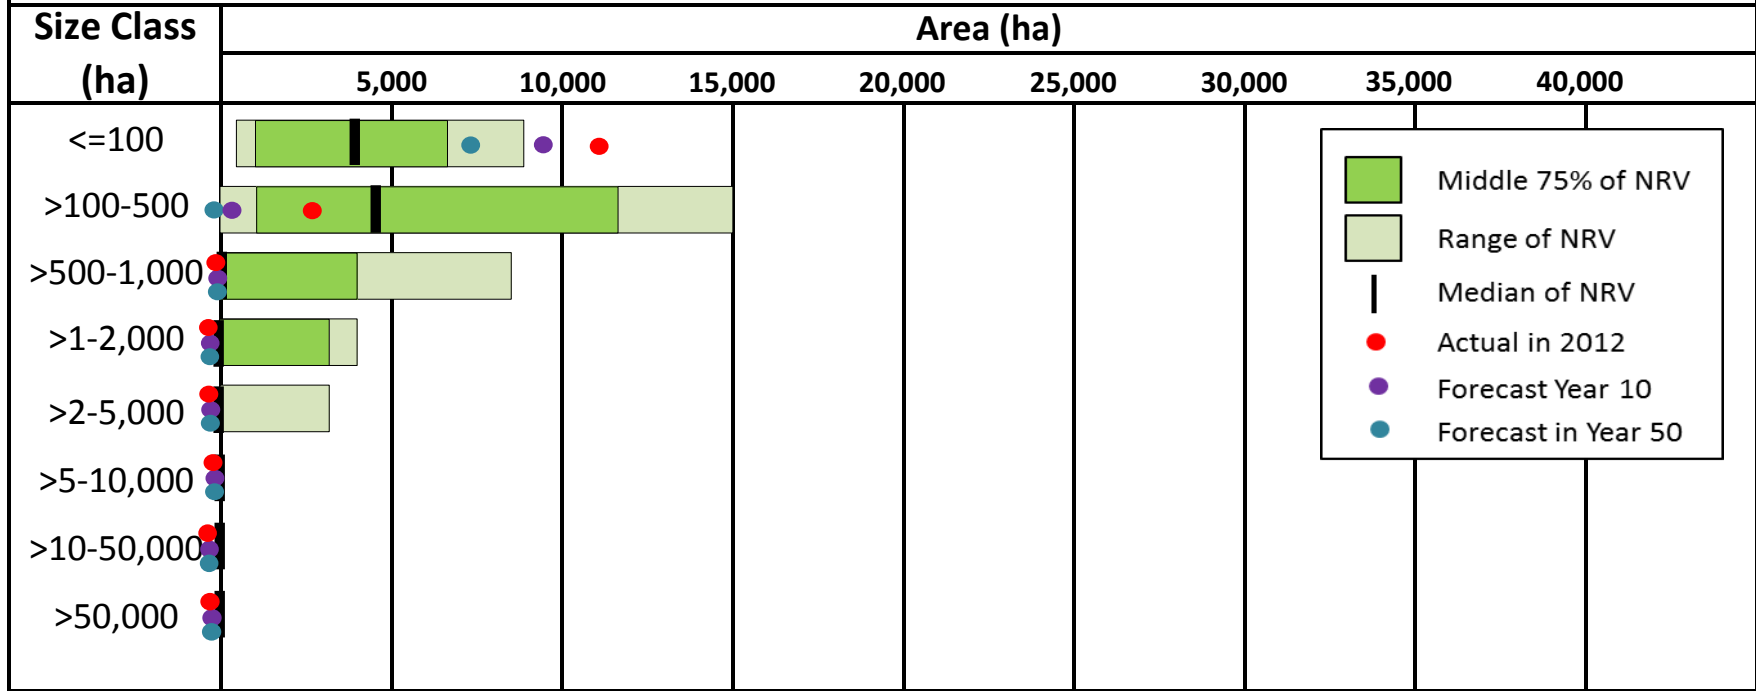 Size Class
(ha)
Area (ha)
5,000 10,000 15,000 20,000 25,000 30,000 35,000 40,000
<=100
>100-500
>500-1,000
>1-2,000
>2-5,000
>5-10,000
>10-50,000
>50,000
Middle 75% of NRV
Range of NRV
Median of NRV
Actual in 2012
Forecast Year 10
Forecast in Year 50